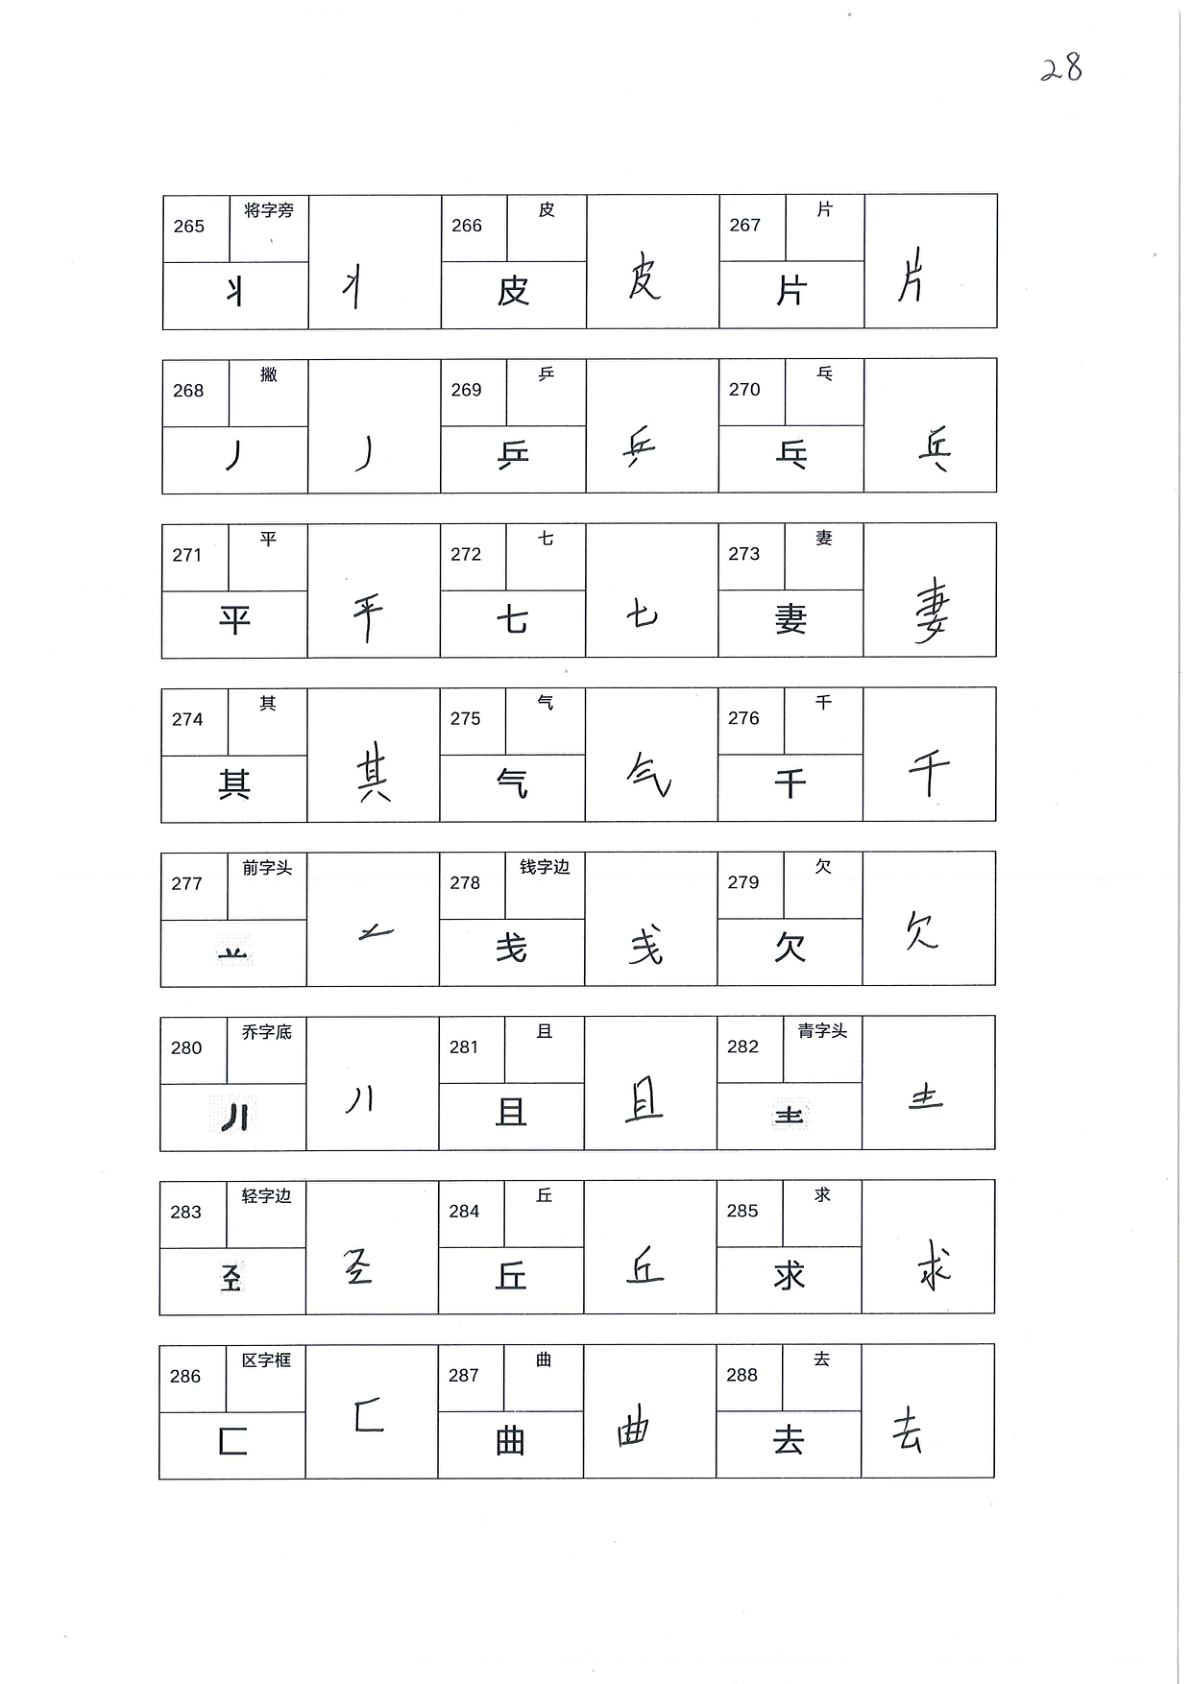 28
265 将字旁 丬 丬 266 皮 皮 皮 267 片 片 片
268 撇 丿 丿 269 乒 乒 乒 270 乓 乓 乓
271 平 平 平 272 七 七 七 273 妻 妻 妻
274 其 其 其 275 气 气 气 276 千 千 千
277 前字头 䒑 278 钱字边 戋 戋 279 欠 欠 欠
280 乔字底 281 且 且 且 282 青字头 龶 龶
283 轻字边 𢀖 𢀖 284 丘 丘 丘 285 求 求 求
286 区字框 匚 匚 287 曲 曲 曲 288 去 去 去